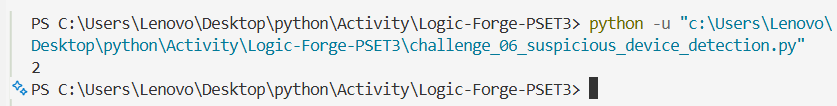 PS C:\Users\Lenovo\Desktop\python\Activity\Logic-Forge-PSET3> python -u "c:\Users\Lenovo\
Desktop\python\Activity\Logic-Forge-PSET3\challenge_06_suspicious_device_detection.py"
2
PS C:\Users\Lenovo\Desktop\python\Activity\Logic-Forge-PSET3>